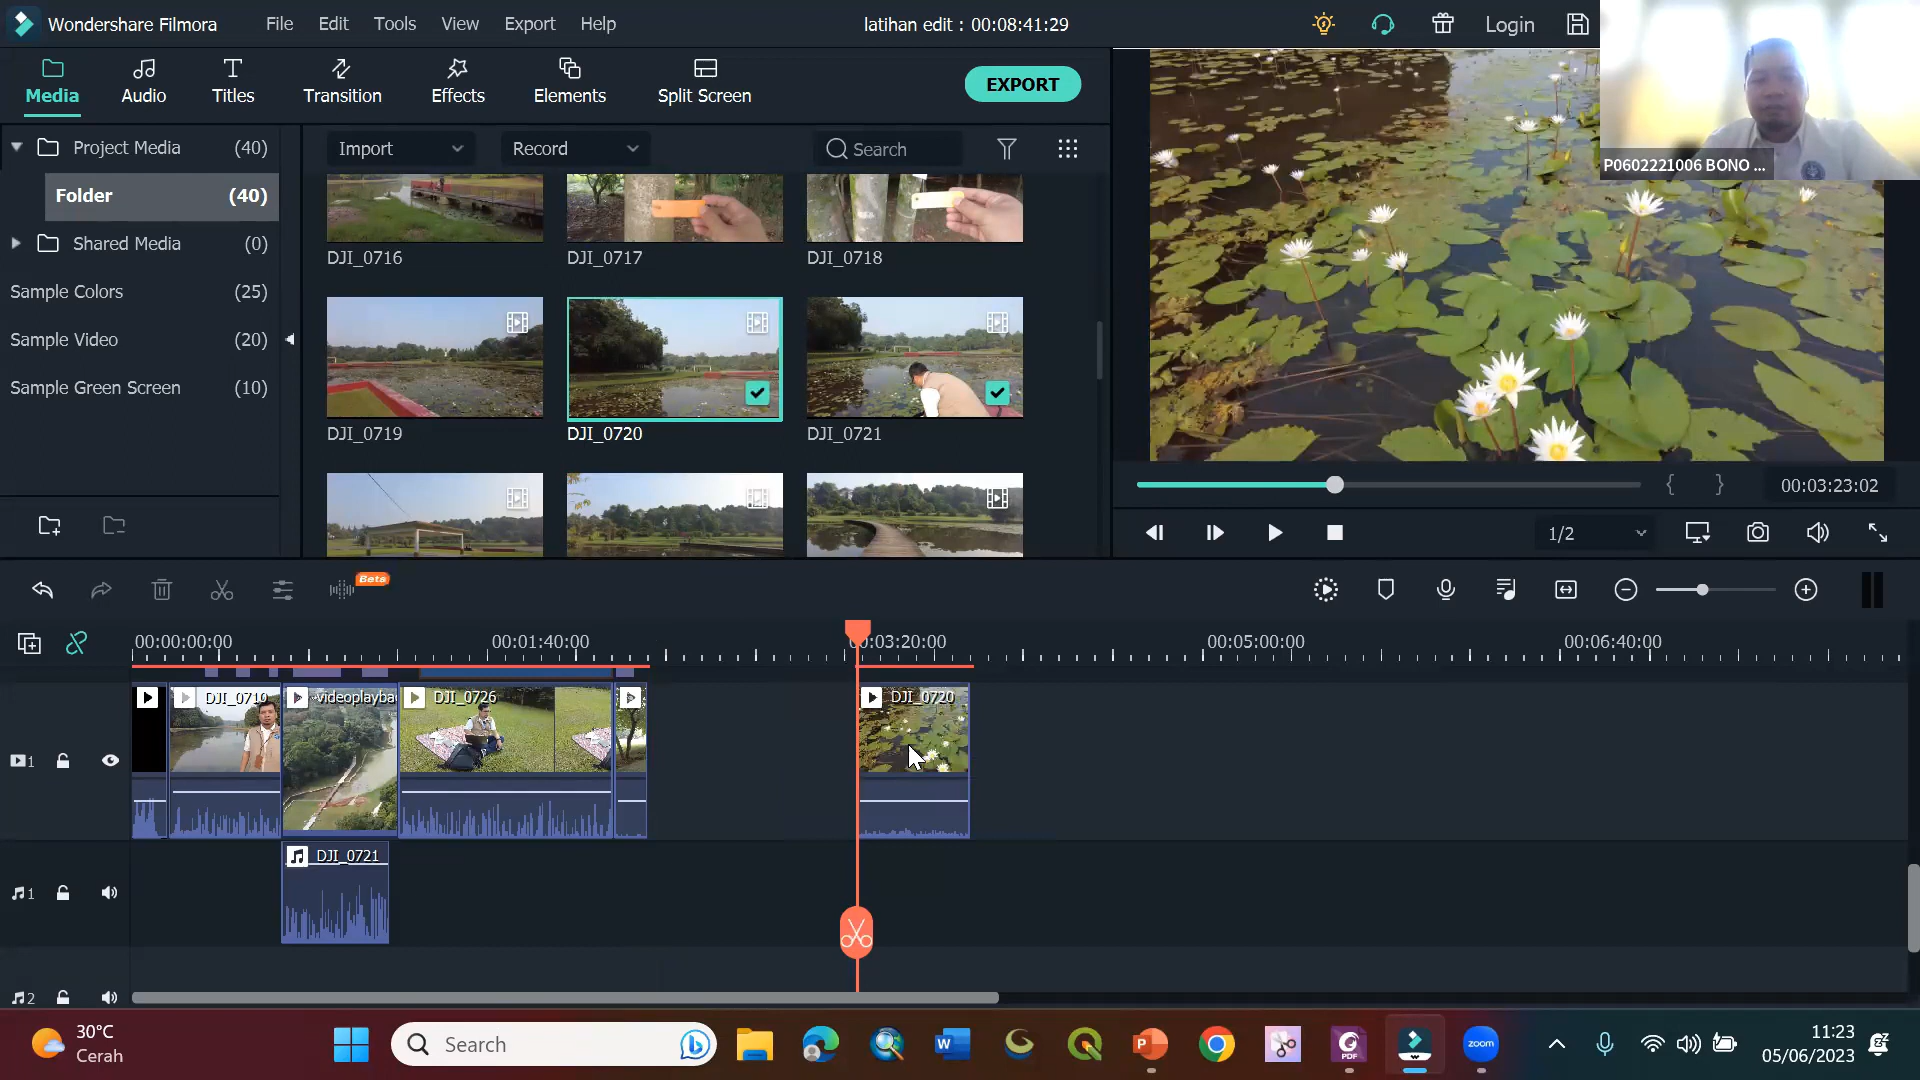 Wondershare Filmora
File Edit Tools View Export Help
latihan edit : 00:08:41:29
Login
Media Audio Titles Transition Effects Elements Split Screen
EXPORT
P0602221006 BONO ...
Project Media (40)
Folder (40)
Shared Media (0)
Sample Colors (25)
Sample Video (20)
Sample Green Screen (10)
Import Record Search
DJI_0716 DJI_0717 DJI_0718
DJI_0719 DJI_0720 DJI_0721
{ } 00:03:23:02
1/2
Beta
00:00:00:00 00:01:40:00 00:03:20:00 00:05:00:00 00:06:40:00
DJI_0710 videoplayba DJI_0726 DJI_0720
1
DJI_0721
1
2
30°C
Cerah
Search
W
P
PDF
zoom
11:23
05/06/2023